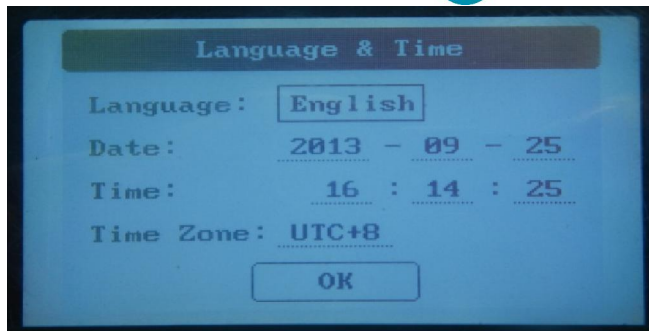 Language & Time
Language: English
Date: 2013 - 09 - 25
Time: 16 : 14 : 25
Time Zone: UTC+8
OK